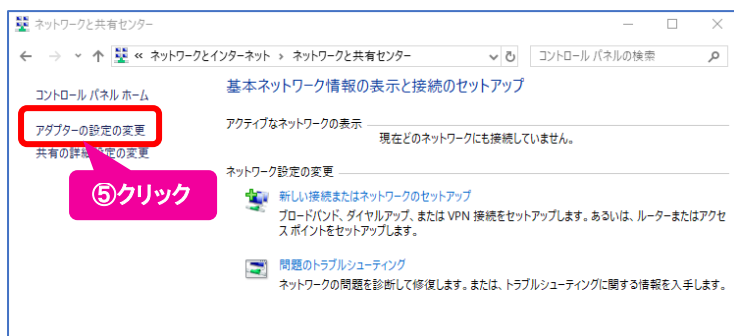 ネットワークと共有センター
« ネットワークとインターネット › ネットワークと共有センター
コントロール パネルの検索
コントロール パネル ホーム
アダプターの設定の変更
共有の詳細設定の変更
⑤クリック
基本ネットワーク情報の表示と接続のセットアップ
アクティブなネットワークの表示
現在どのネットワークにも接続していません。
ネットワーク設定の変更
新しい接続またはネットワークのセットアップ
ブロードバンド、ダイヤルアップ、または VPN 接続をセットアップします。あるいは、ルーターまたはアクセ
ス ポイントをセットアップします。
問題のトラブルシューティング
ネットワークの問題を診断して修復します。または、トラブルシューティングに関する情報を入手します。